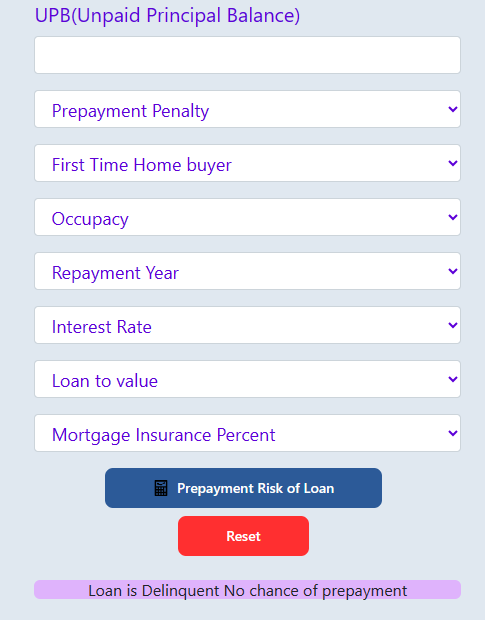 UPB(Unpaid Principal Balance)
Prepayment Penalty
First Time Home buyer
Occupacy
Repayment Year
Interest Rate
Loan to value
Mortgage Insurance Percent
Prepayment Risk of Loan
Reset
Loan is Delinquent No chance of prepayment